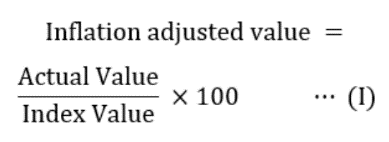 Inflation adjusted value =
Actual Value
Index Value × 100 ⋯ (I)